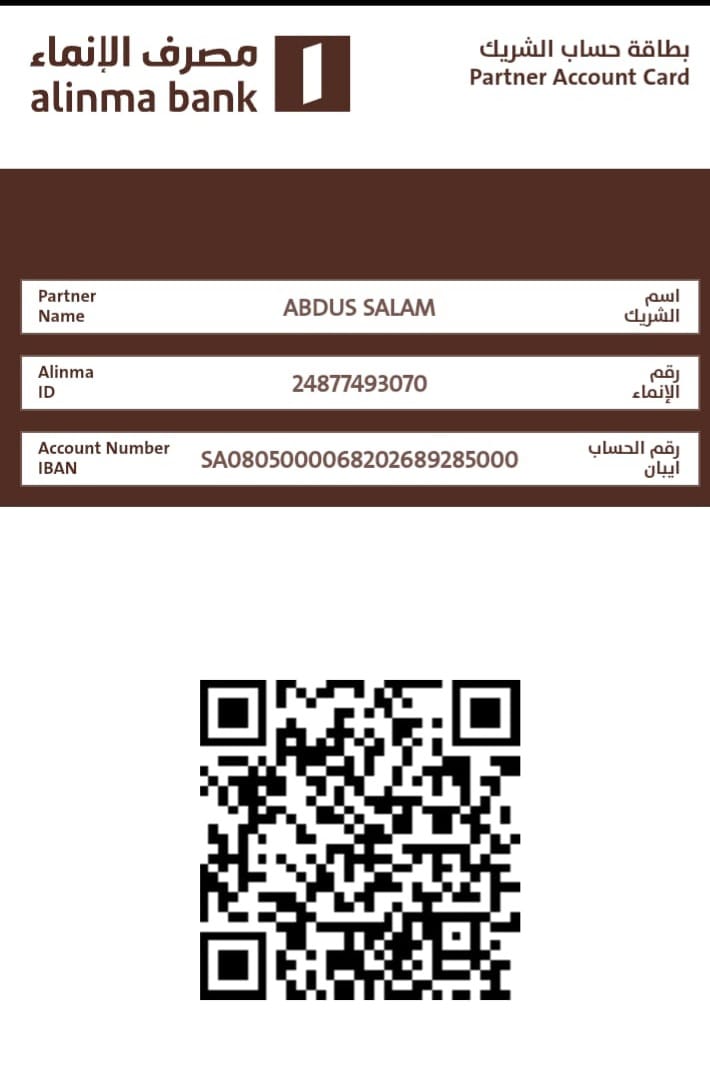 مصرف الإنماء
alinma bank
بطاقة حساب الشريك
Partner Account Card
Partner
Name
ABDUS SALAM
اسم
الشريك
Alinma
ID
24877493070
رقم
الإنماء
Account Number
IBAN
SA0805000068202689285000
رقم الحساب
ايبان